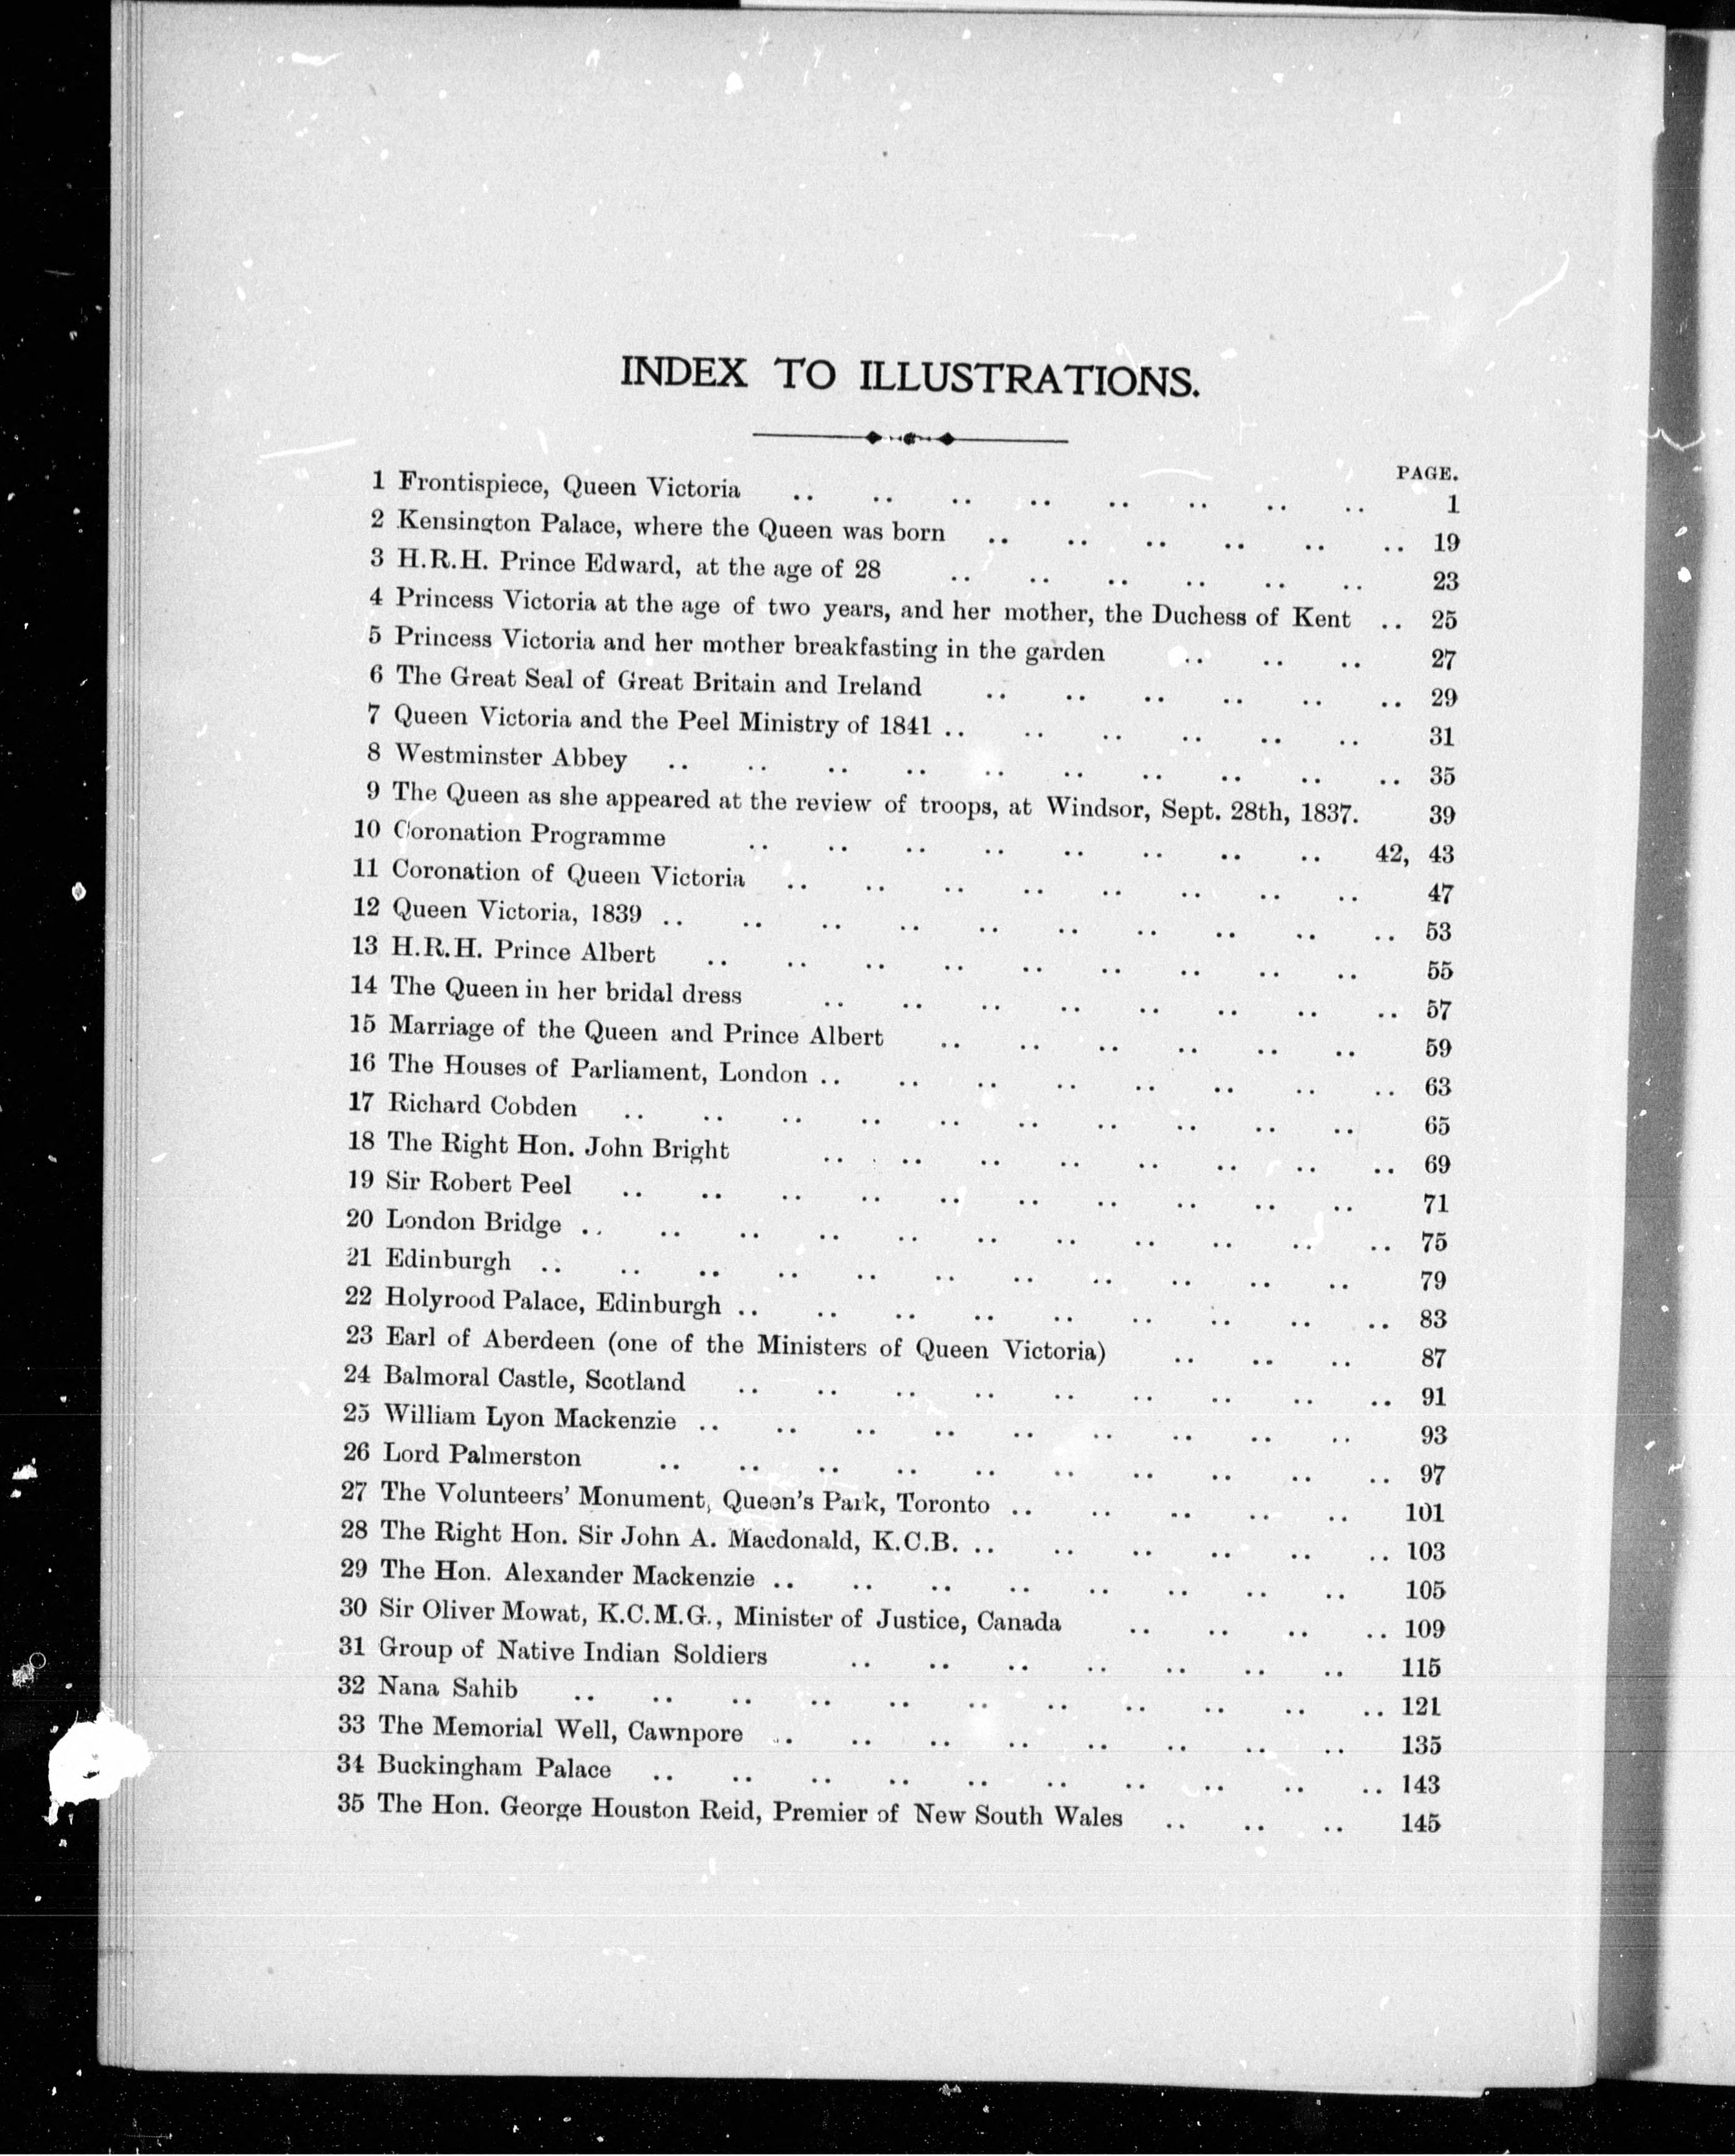 INDEX TO ILLUSTRATIONS.
PAGE.
1 Frontispiece, Queen Victoria .. .. .. .. .. .. .. .. 1
2 Kensington Palace, where the Queen was born .. .. .. .. .. .. 19
3 H.R.H. Prince Edward, at the age of 28 .. .. .. .. .. .. 23
4 Princess Victoria at the age of two years, and her mother, the Duchess of Kent .. 25
5 Princess Victoria and her mother breakfasting in the garden .. .. .. 27
6 The Great Seal of Great Britain and Ireland .. .. .. .. .. .. 29
7 Queen Victoria and the Peel Ministry of 1841 .. .. .. .. .. .. 31
8 Westminster Abbey .. .. .. .. .. .. .. .. .. .. 35
9 The Queen as she appeared at the review of troops, at Windsor, Sept. 28th, 1837. 39
10 Coronation Programme .. .. .. .. .. .. .. .. 42, 43
11 Coronation of Queen Victoria .. .. .. .. .. .. .. .. 47
12 Queen Victoria, 1839 .. .. .. .. .. .. .. .. .. .. 53
13 H.R.H. Prince Albert .. .. .. .. .. .. .. .. .. 55
14 The Queen in her bridal dress .. .. .. .. .. .. .. .. 57
15 Marriage of the Queen and Prince Albert .. .. .. .. .. .. 59
16 The Houses of Parliament, London .. .. .. .. .. .. .. .. 63
17 Richard Cobden .. .. .. .. .. .. .. .. .. .. 65
18 The Right Hon. John Bright .. .. .. .. .. .. .. .. 69
19 Sir Robert Peel .. .. .. .. .. .. .. .. .. .. 71
20 London Bridge .. .. .. .. .. .. .. .. .. .. .. 75
21 Edinburgh .. .. .. .. .. .. .. .. .. .. .. 79
22 Holyrood Palace, Edinburgh .. .. .. .. .. .. .. .. .. 83
23 Earl of Aberdeen (one of the Ministers of Queen Victoria) .. .. .. 87
24 Balmoral Castle, Scotland .. .. .. .. .. .. .. .. .. 91
25 William Lyon Mackenzie .. .. .. .. .. .. .. .. .. 93
26 Lord Palmerston .. .. .. .. .. .. .. .. .. .. 97
27 The Volunteers' Monument, Queen's Park, Toronto .. .. .. .. .. 101
28 The Right Hon. Sir John A. Macdonald, K.C.B. .. .. .. .. .. .. 103
29 The Hon. Alexander Mackenzie .. .. .. .. .. .. .. .. 105
30 Sir Oliver Mowat, K.C.M.G., Minister of Justice, Canada .. .. .. .. 109
31 Group of Native Indian Soldiers .. .. .. .. .. .. .. 115
32 Nana Sahib .. .. .. .. .. .. .. .. .. .. .. 121
33 The Memorial Well, Cawnpore .. .. .. .. .. .. .. .. 135
34 Buckingham Palace .. .. .. .. .. .. .. .. .. .. 143
35 The Hon. George Houston Reid, Premier of New South Wales .. .. .. 145